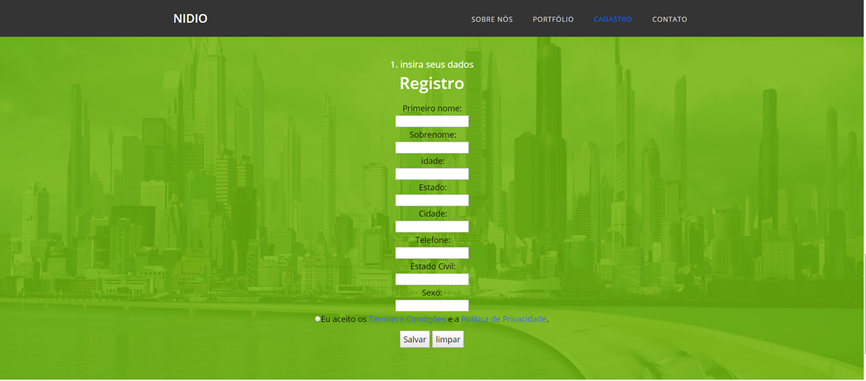 NIDIO
SOBRE NÓS PORTFÓLIO CADASTRO CONTATO
1. insira seus dados
Registro
Primeiro nome:
Sobrenome:
idade:
Estado:
Cidade:
Telefone:
Estado Civil:
Sexo:
Eu aceito os Termos e Condições e a Política de Privacidade.
Salvar limpar